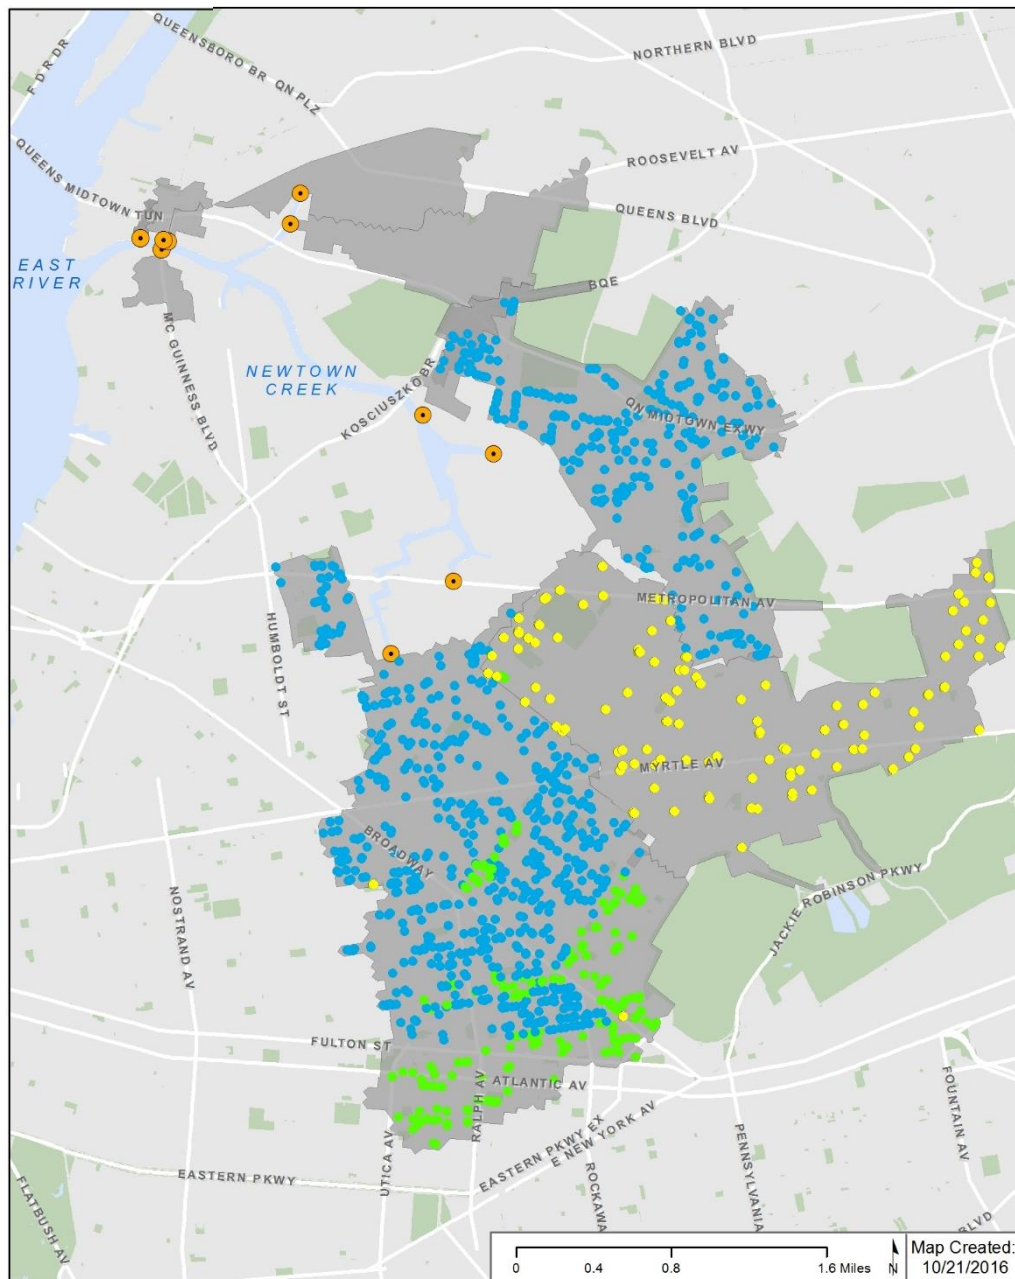 F D R DR
QUEENSBORO BR QN PLZ
NORTHERN BLVD
QUEENS MIDTOWN TUN
ROOSEVELT AV
QUEENS BLVD
EAST
RIVER
BQE
MC GUINNESS BLVD
NEWTOWN
CREEK
KOSCIUSZKO BR
QN MIDTOWN EXWY
METROPOLITAN AV
HUMBOLDT ST
MYRTLE AV
BROADWAY
NOSTRAND AV
JACKIE ROBINSON PKWY
FULTON ST
ATLANTIC AV
RALPH AV
UTICA AV
EASTERN PKWY EX
E NEW YORK AV
EASTERN PKWY
FLATBUSH AV
ROCKAWA
PENNSYLVANIA
FOUNTAIN AV
BLVD
0 0.4 0.8 1.6 Miles
N
Map Created:
10/21/2016